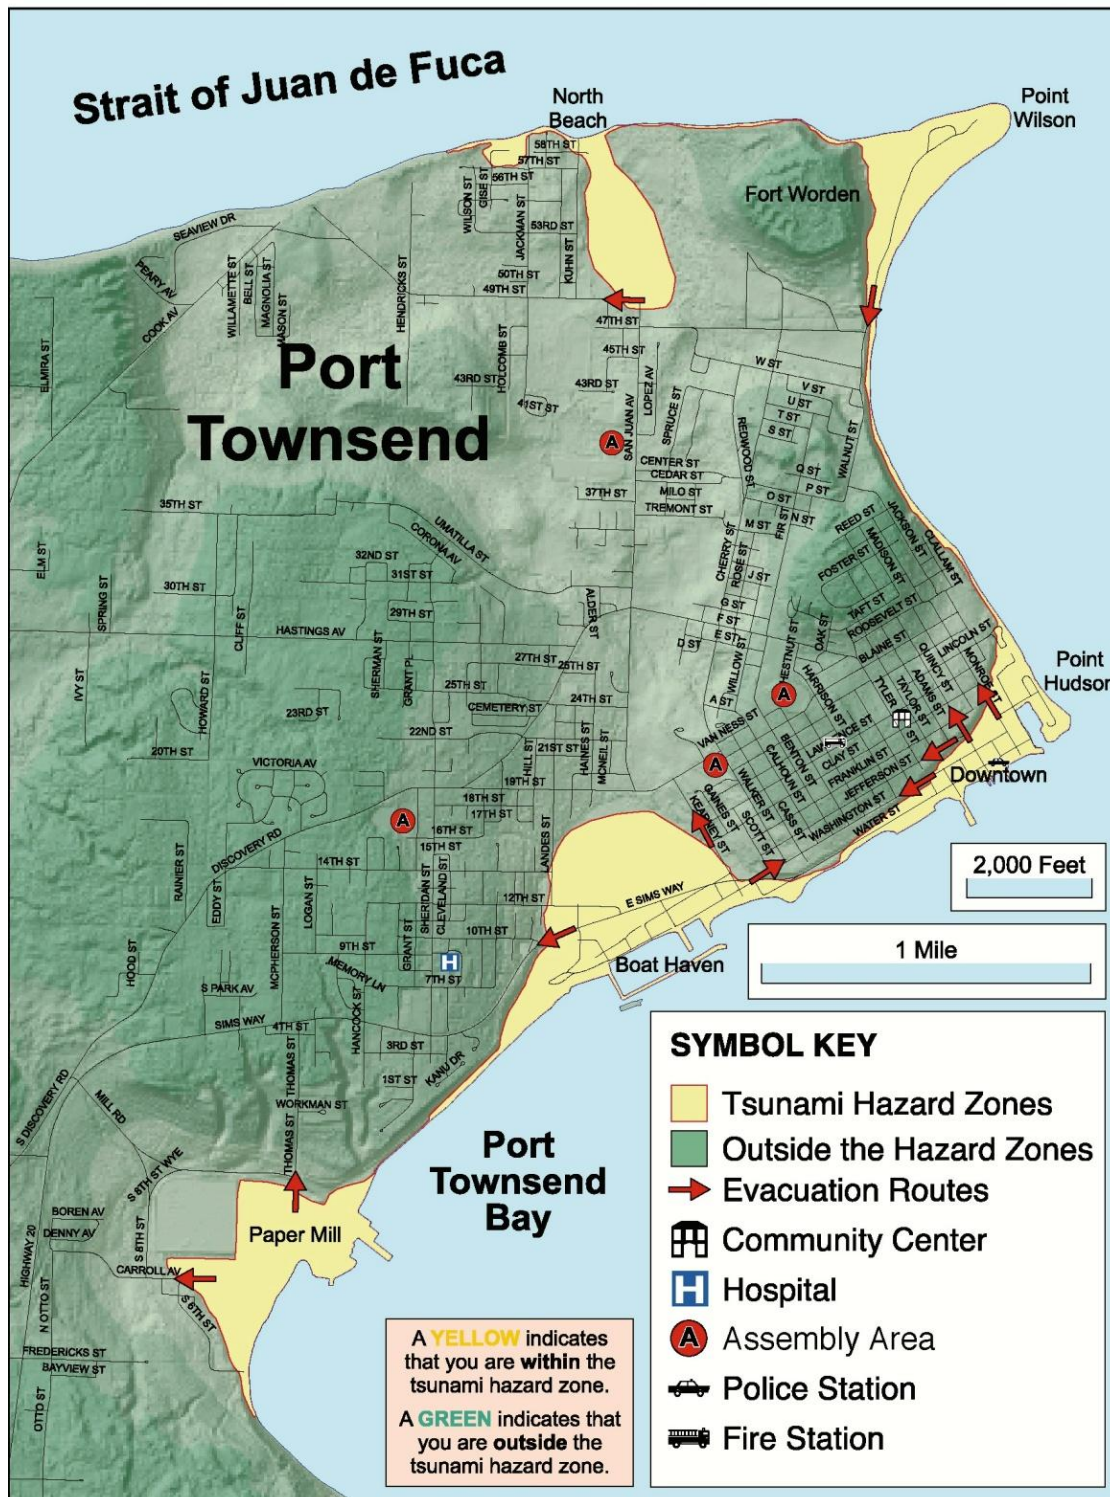 Strait of Juan de Fuca
North
Beach
Point
Wilson
58TH ST
57TH ST
56TH ST
WILSON ST
GISE ST
JACKMAN ST
53RD ST
KUHN ST
50TH ST
49TH ST
47TH ST
Fort Worden
SEAVIEW DR
PEARY AV
COOK AV
WILLAMETTE ST
BELL ST
MAGNOLIA ST
MASON ST
HENDRICKS ST
ELMIRA ST
Port
Townsend
HOLCOMB ST
43RD ST
41ST ST
45TH ST
43RD ST
SAN JUAN AV
LOPEZ AV
SPRUCE ST
W ST
V ST
U ST
T ST
S ST
REDWOOD ST
WALNUT ST
A
CENTER ST
CEDAR ST
MILO ST
TREMONT ST
37TH ST
Q ST
P ST
O ST
N ST
M ST
FIR ST
35TH ST
UMATILLA ST
CORONA AV
CHERRY ST
ROSE ST
J ST
REED ST
JACKSON ST
MADISON ST
CLALLAM ST
FOSTER ST
TAFT ST
ROOSEVELT ST
ELM ST
SPRING ST
30TH ST
CLIFF ST
32ND ST
31ST ST
29TH ST
HASTINGS AV
SHERMAN ST
GRANT PL
ALDER ST
G ST
F ST
E ST
D ST
CHESTNUT ST
OAK ST
BLAINE ST
LINCOLN ST
MONROE ST
QUINCY ST
ADAMS ST
TAYLOR ST
TYLER ST
Point
Hudson
IVY ST
HOWARD ST
27TH ST
26TH ST
25TH ST
24TH ST
CEMETERY ST
23RD ST
22ND ST
21ST ST
20TH ST
A ST
WILLOW ST
A
HARRISON ST
VAN NESS ST
LAWRENCE ST
CLAY ST
FRANKLIN ST
JEFFERSON ST
WASHINGTON ST
WATER ST
BENTON ST
CALHOUN ST
CASS ST
WALKER ST
SCOTT ST
GAINES ST
KEARNEY ST
A
Downtown
VICTORIA AV
HILL ST
HAINES ST
MCNEIL ST
19TH ST
18TH ST
17TH ST
16TH ST
15TH ST
A
DISCOVERY RD
14TH ST
LANDES ST
RAINIER ST
EDDY ST
MCPHERSON ST
LOGAN ST
SHERIDAN ST
CLEVELAND ST
12TH ST
E SIMS WAY
10TH ST
9TH ST
GRANT ST
H
7TH ST
MEMORY LN
HOOD ST
S PARK AV
SIMS WAY
4TH ST
HANCOCK ST
3RD ST
1ST ST
KANU DR
Boat Haven
2,000 Feet
1 Mile
S DISCOVERY RD
MILL RD
THOMAS ST
WORKMAN ST
THOMAS ST
S 8TH ST WYE
S 8TH ST
BOREN AV
DENNY AV
CARROLL AV
S 6TH ST
HIGHWAY 20
N OTTO ST
FREDERICKS ST
BAYVIEW ST
OTTO ST
Paper Mill
Port
Townsend
Bay
A YELLOW indicates
that you are within the
tsunami hazard zone.
A GREEN indicates that
you are outside the
tsunami hazard zone.
SYMBOL KEY
Tsunami Hazard Zones
Outside the Hazard Zones
Evacuation Routes
Community Center
H Hospital
A Assembly Area
Police Station
Fire Station